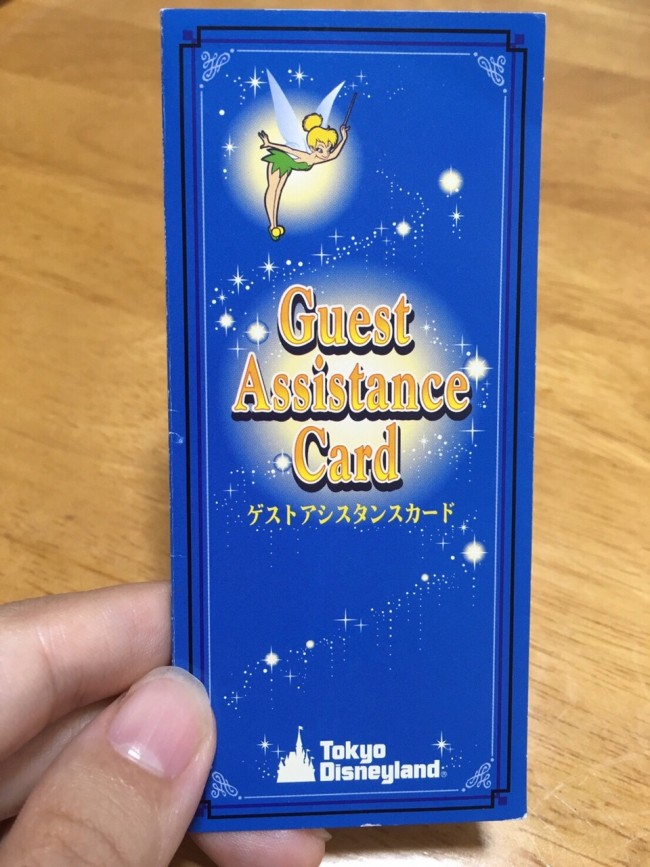 Guest
Assistance
Card
ゲストアシスタンスカード
Tokyo
Disneyland®